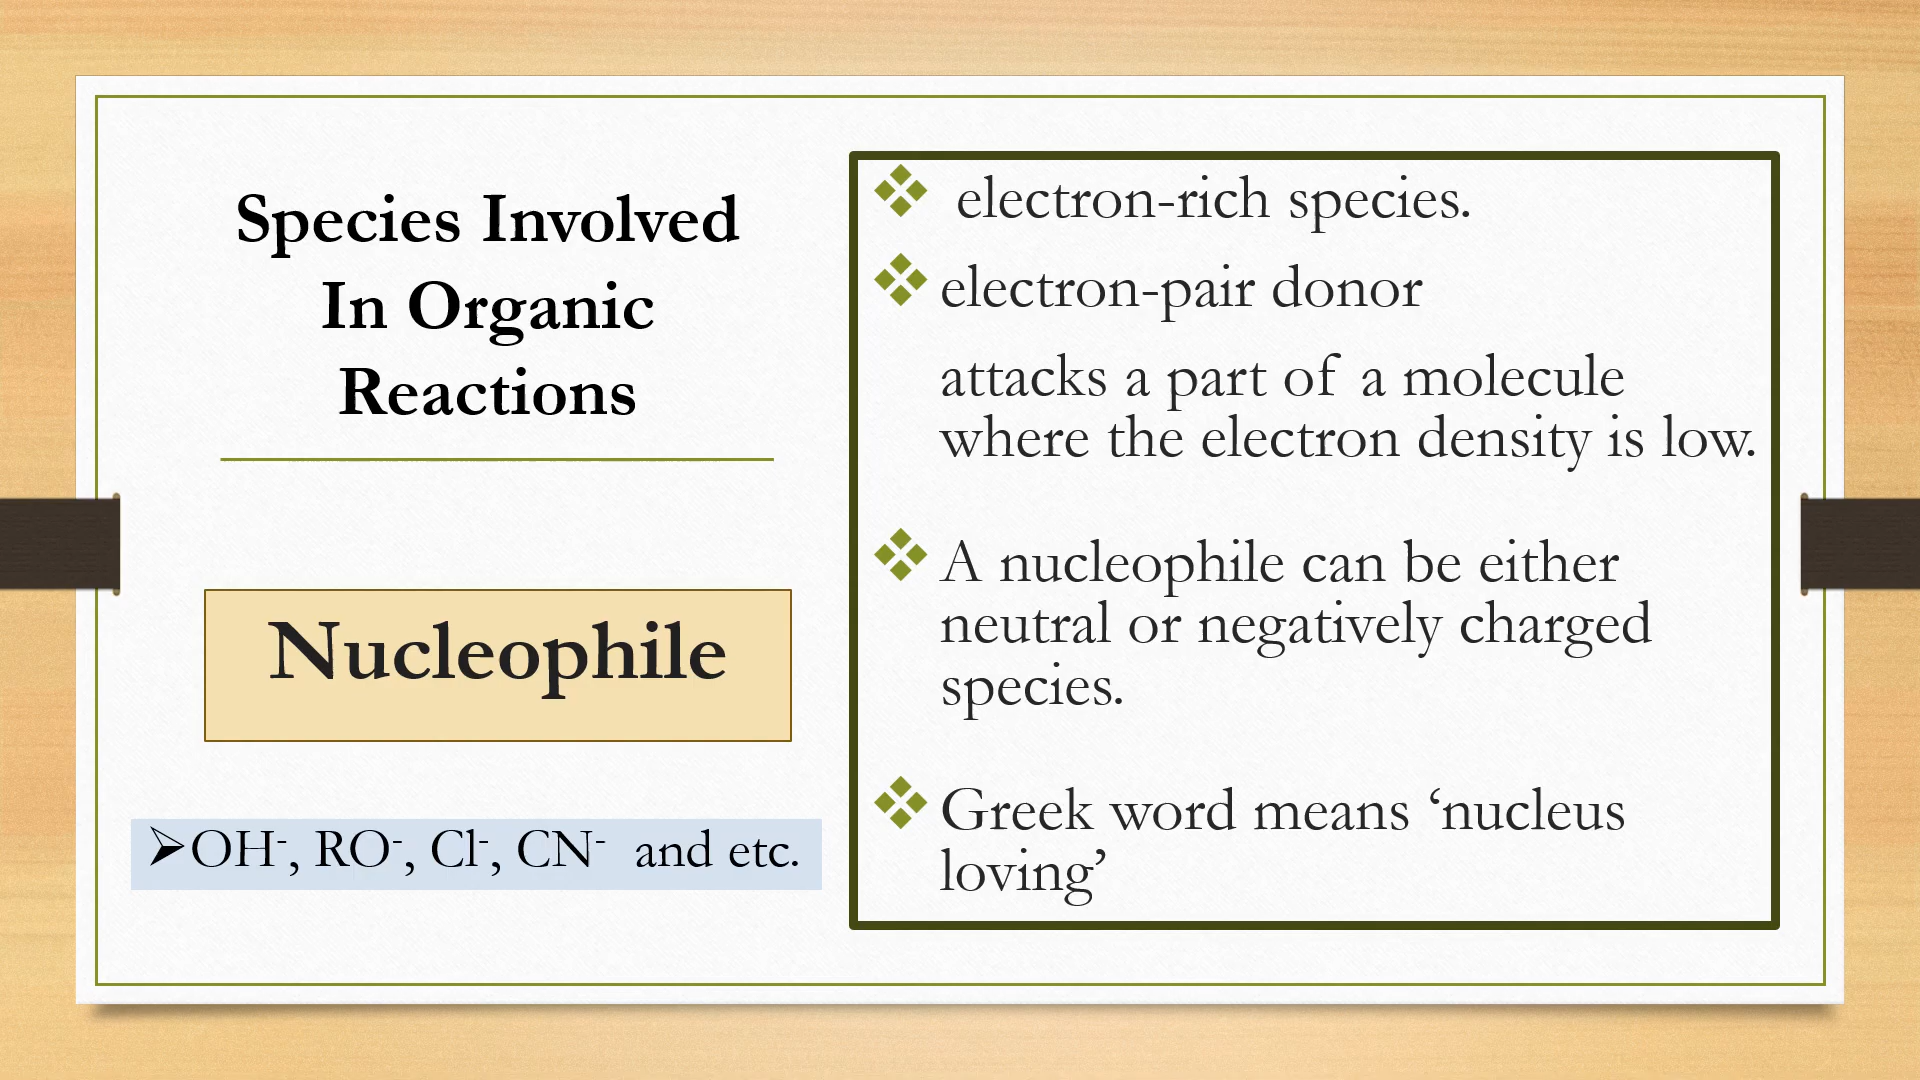 Species Involved
In Organic
Reactions
Nucleophile
➢OH⁻, RO⁻, Cl⁻, CN⁻ and etc.
❖ electron-rich species.
❖ electron-pair donor
attacks a part of a molecule
where the electron density is low.
❖ A nucleophile can be either
neutral or negatively charged
species.
❖ Greek word means ‘nucleus
loving’